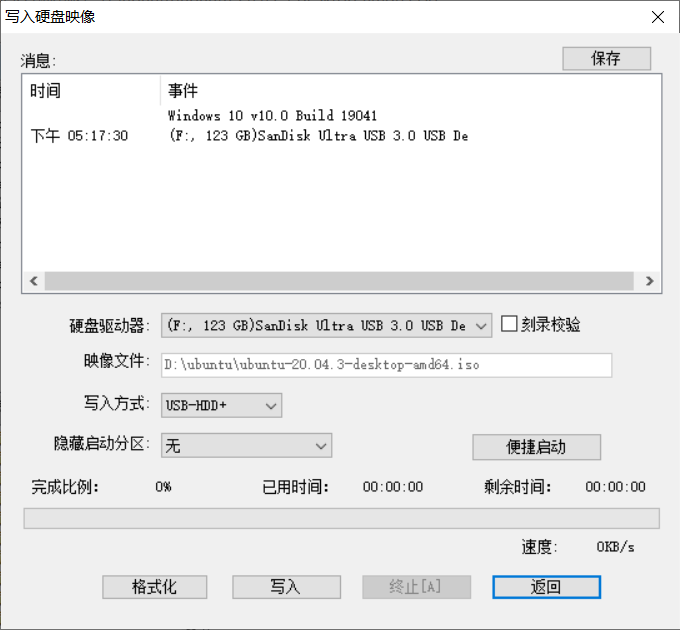 写入硬盘映像
消息:
保存
时间 事件
Windows 10 v10.0 Build 19041
下午 05:17:30 (F:, 123 GB)SanDisk Ultra USB 3.0 USB De
硬盘驱动器: (F:, 123 GB)SanDisk Ultra USB 3.0 USB De 刻录校验
映像文件: D:\ubuntu\ubuntu-20.04.3-desktop-amd64.iso
写入方式: USB-HDD+
隐藏启动分区: 无 便捷启动
完成比例: 0% 已用时间: 00:00:00 剩余时间: 00:00:00
速度: 0KB/s
格式化 写入 终止[A] 返回